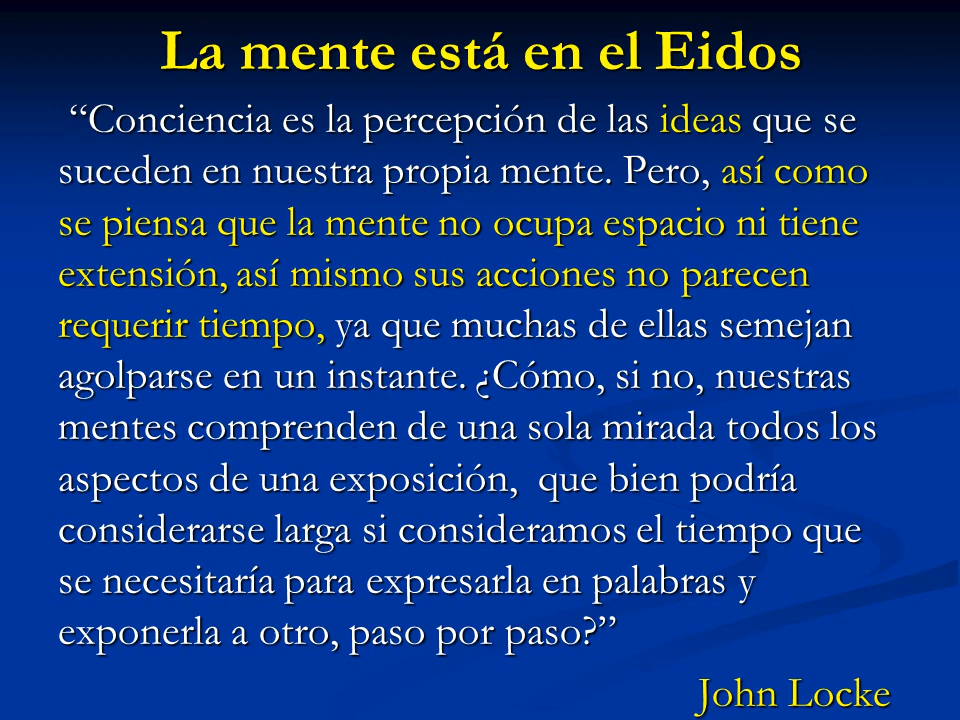 La mente está en el Eidos
“Conciencia es la percepción de las ideas que se
suceden en nuestra propia mente. Pero, así como
se piensa que la mente no ocupa espacio ni tiene
extensión, así mismo sus acciones no parecen
requerir tiempo, ya que muchas de ellas semejan
agolparse en un instante. ¿Cómo, si no, nuestras
mentes comprenden de una sola mirada todos los
aspectos de una exposición, que bien podría
considerarse larga si consideramos el tiempo que
se necesitaría para expresarla en palabras y
exponerla a otro, paso por paso?”
John Locke